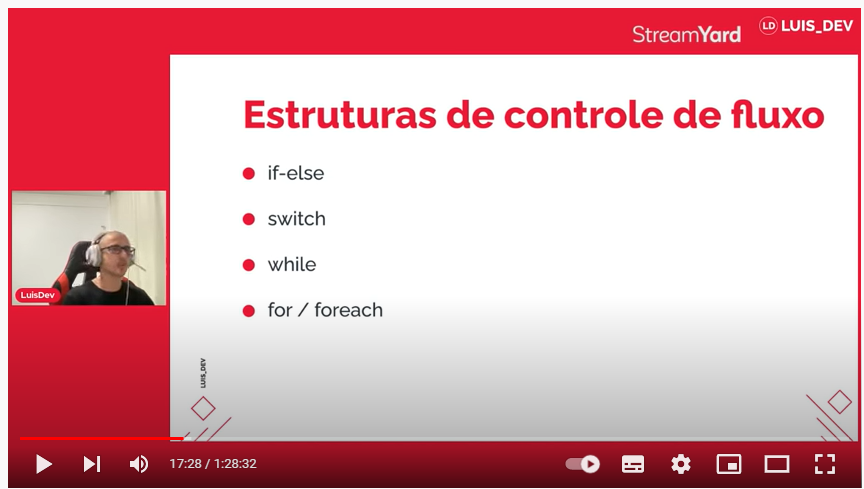 StreamYard
LD LUIS_DEV
Estruturas de controle de fluxo
if-else
switch
while
for / foreach
LuisDev
LUIS_DEV
17:28 / 1:28:32